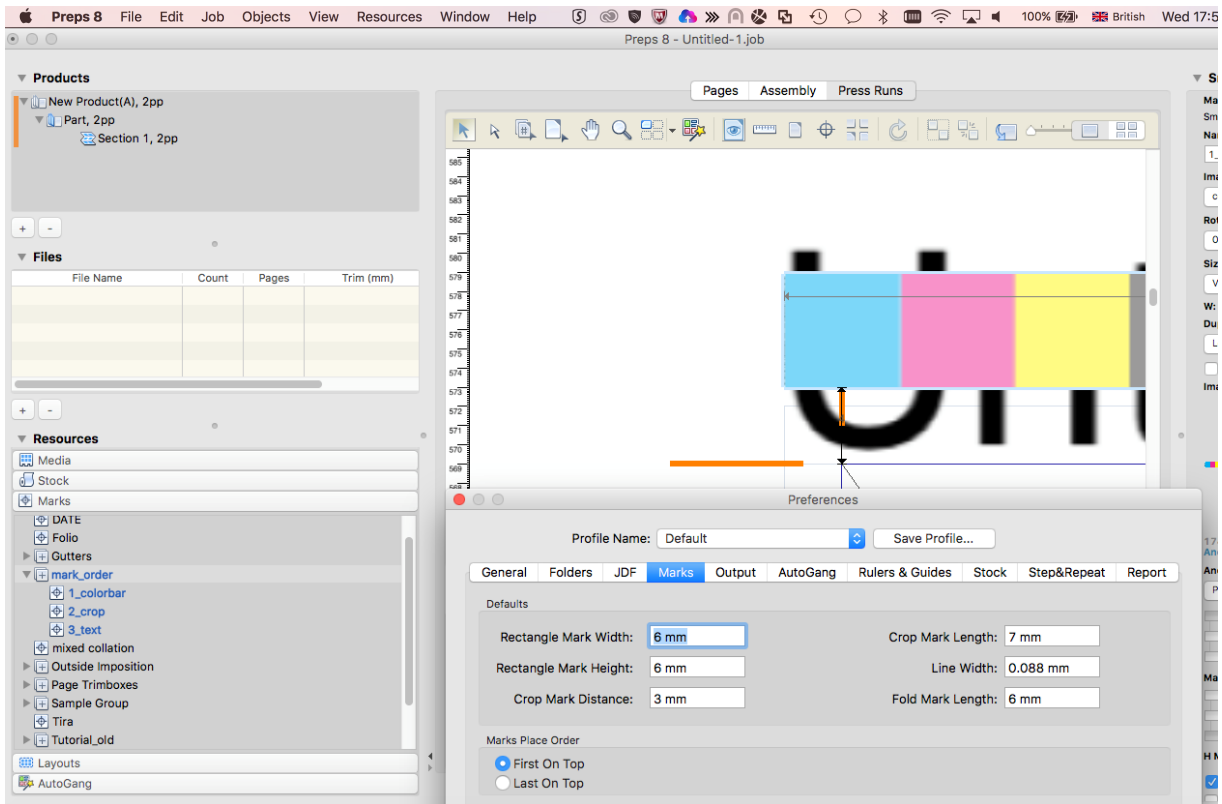 Preps 8 File Edit Job Objects View Resources Window Help 100% British Wed 17:5
Preps 8 - Untitled-1.job
Products
New Product(A), 2pp
Part, 2pp
Section 1, 2pp
+ -
Files
File Name Count Pages Trim (mm)
+ -
Resources
Media
Stock
Marks
DATE
Folio
Gutters
mark_order
1_colorbar
2_crop
3_text
mixed collation
Outside Imposition
Page Trimboxes
Sample Group
Tira
Tutorial_old
Layouts
AutoGang
Pages Assembly Press Runs
585
584
583
582
581
580
579
578
577
576
575
574
573
572
571
570
569
568
Preferences
Profile Name: Default Save Profile...
General Folders JDF Marks Output AutoGang Rulers & Guides Stock Step&Repeat Report
Defaults
Rectangle Mark Width: 6 mm Crop Mark Length: 7 mm
Rectangle Mark Height: 6 mm Line Width: 0.088 mm
Crop Mark Distance: 3 mm Fold Mark Length: 6 mm
Marks Place Order
First On Top
Last On Top
W: